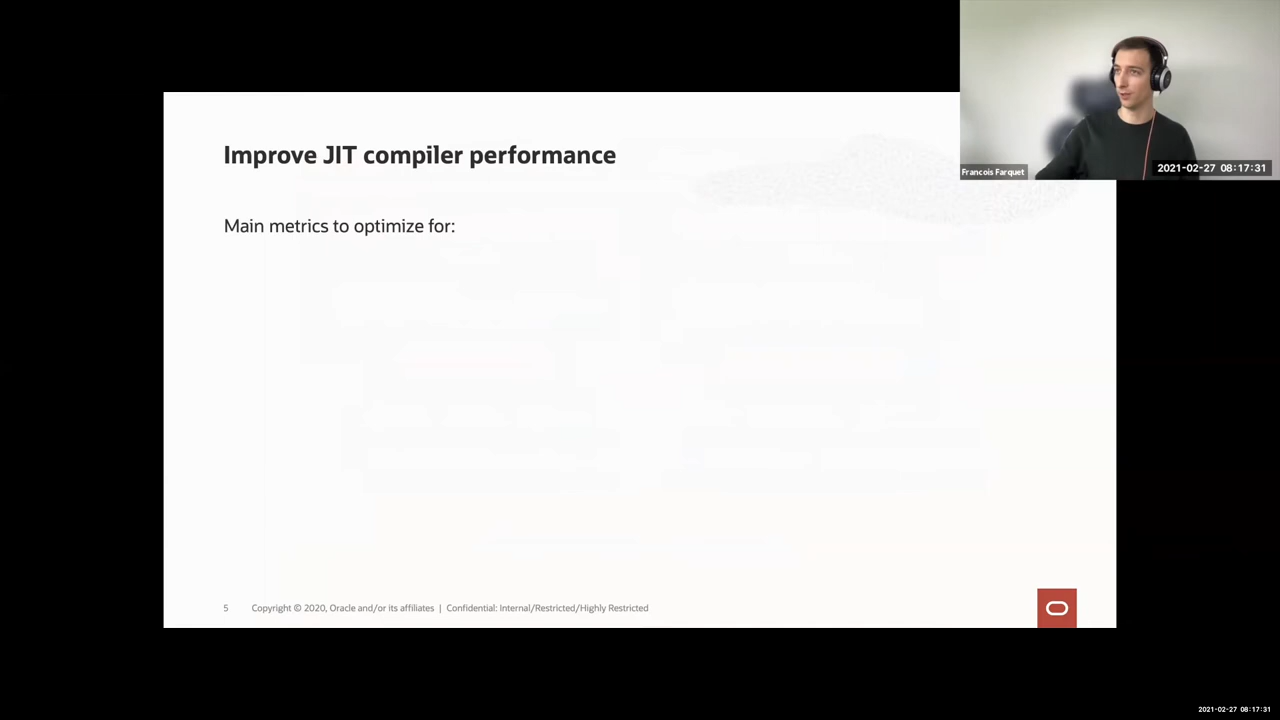 Improve JIT compiler performance
Main metrics to optimize for:
Francois Farquet
2021-02-27 08:17:31
5 Copyright © 2020, Oracle and/or its affiliates | Confidential: Internal/Restricted/Highly Restricted
2021-02-27 08:17:31